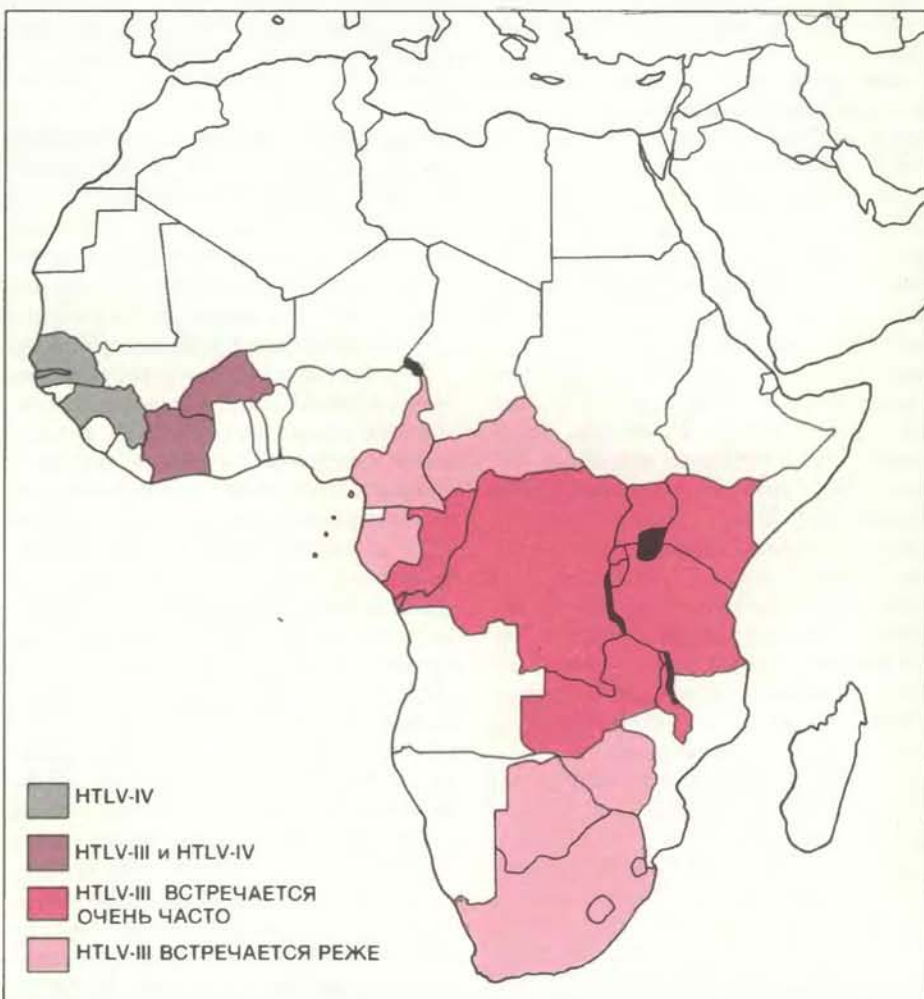 HTLV-IV
HTLV-III и HTLV-IV
HTLV-III ВСТРЕЧАЕТСЯ
ОЧЕНЬ ЧАСТО
HTLV-III ВСТРЕЧАЕТСЯ РЕЖЕ